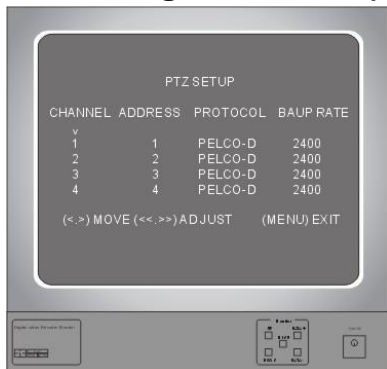 PTZ SETUP
CHANNEL ADDRESS PROTOCOL BAUP RATE
v
1 1 PELCO-D 2400
2 2 PELCO-D 2400
3 3 PELCO-D 2400
4 4 PELCO-D 2400
(<.>) MOVE (<<.>>) ADJUST (MENU) EXIT